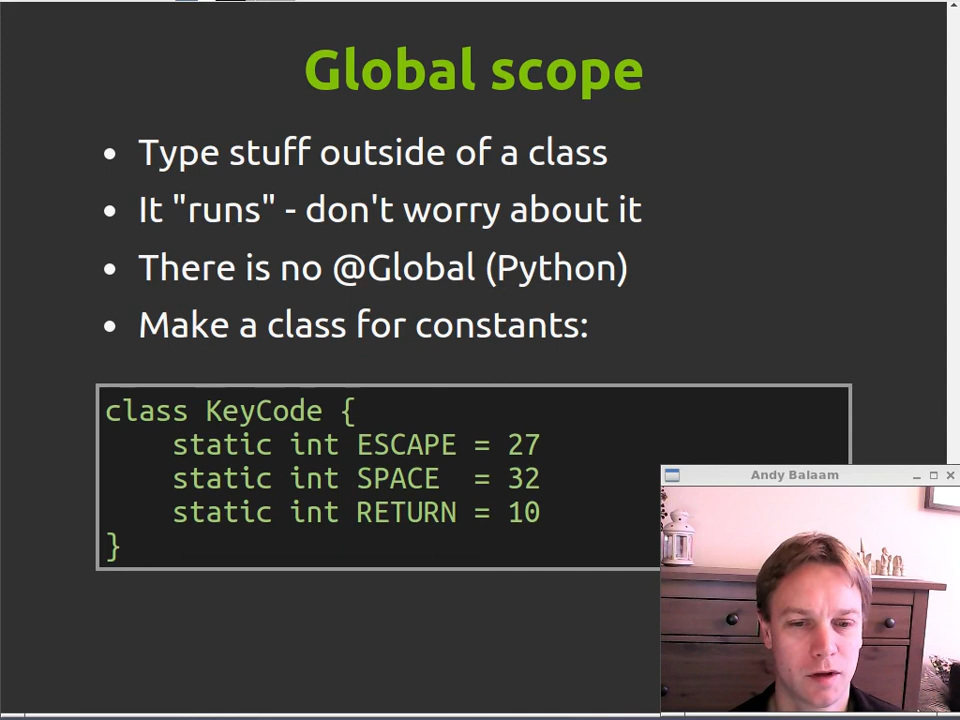 Global scope
• Type stuff outside of a class
• It "runs" - don't worry about it
• There is no @Global (Python)
• Make a class for constants:
class KeyCode {
    static int ESCAPE = 27
    static int SPACE  = 32
    static int RETURN = 10
}
Andy Balaam